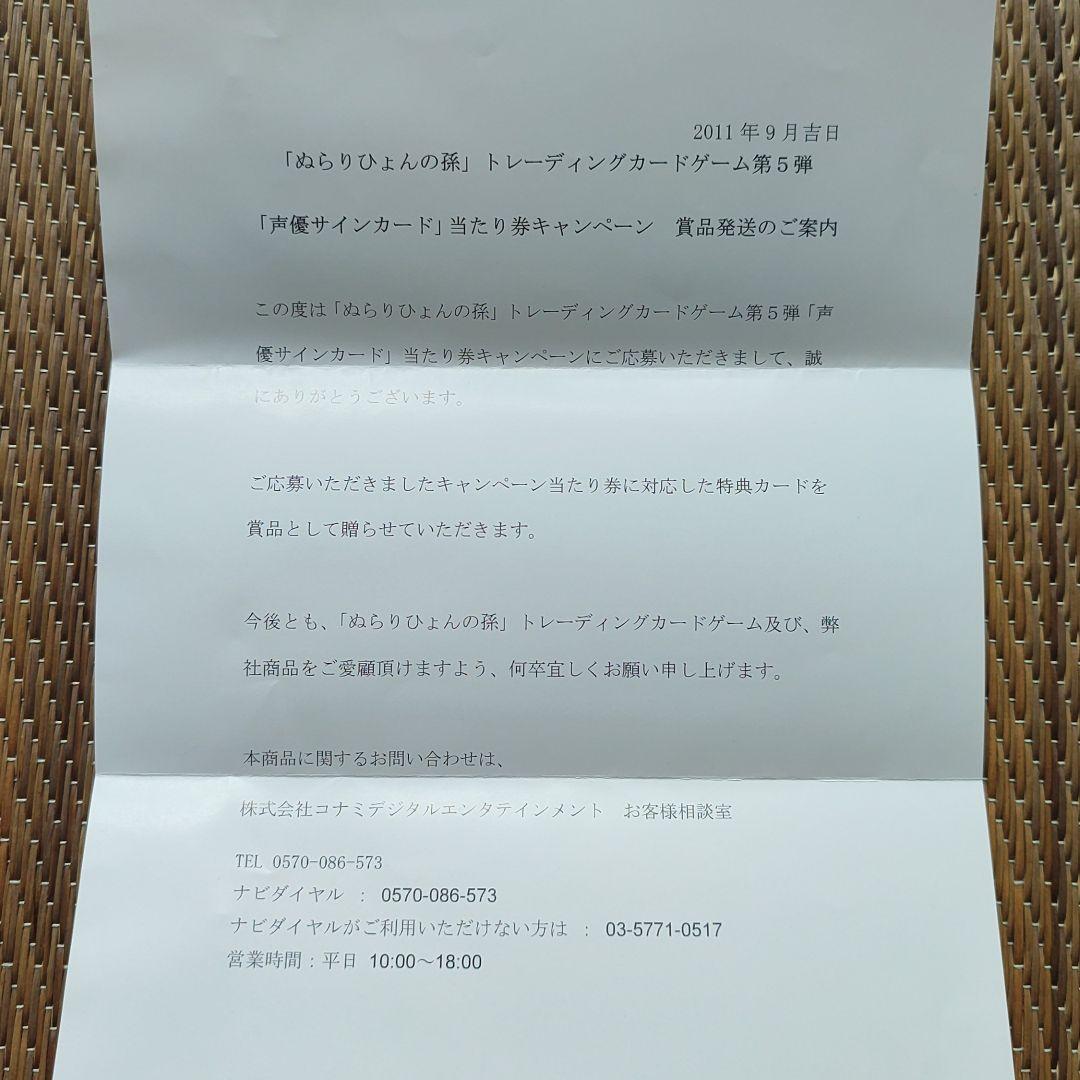 2011年9月吉日
「ぬらりひょんの孫」トレーディングカードゲーム第5弾
「声優サインカード」当たり券キャンペーン　賞品発送のご案内
この度は「ぬらりひょんの孫」トレーディングカードゲーム第5弾「声
優サインカード」当たり券キャンペーンにご応募いただきまして、誠
にありがとうございます。
ご応募いただきましたキャンペーン当たり券に対応した特典カードを
賞品として贈らせていただきます。
今後とも、「ぬらりひょんの孫」トレーディングカードゲーム及び、弊
社商品をご愛顧頂けますよう、何卒宜しくお願い申し上げます。
本商品に関するお問い合わせは、
株式会社コナミデジタルエンタテインメント　お客様相談室
TEL 0570-086-573
ナビダイヤル ： 0570-086-573
ナビダイヤルがご利用いただけない方は ： 03-5771-0517
営業時間：平日 10:00～18:00